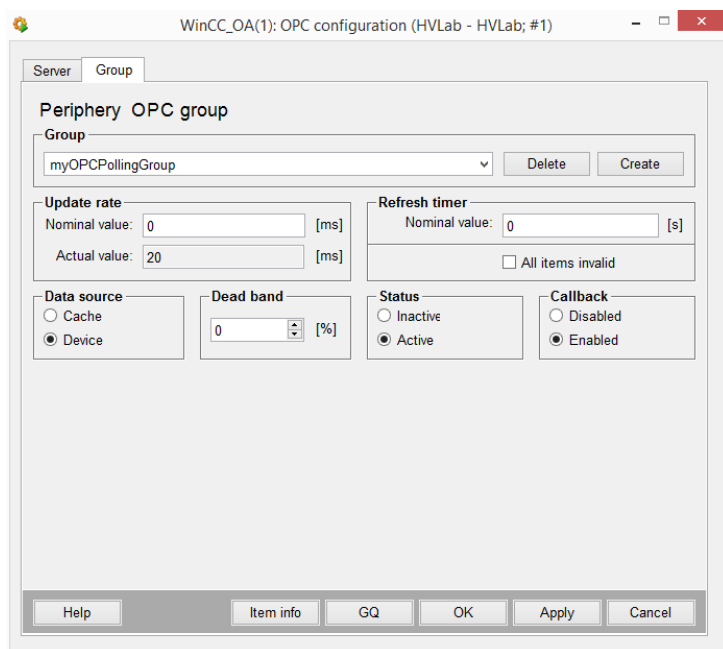 WinCC_OA(1): OPC configuration (HVLab - HVLab; #1)
Server Group
Periphery OPC group
Group
myOPCPollingGroup Delete Create
Update rate
Nominal value: 0 [ms]
Actual value: 20 [ms]
Refresh timer
Nominal value: 0 [s]
All items invalid
Data source
Cache
Device
Dead band
0 [%]
Status
Inactive
Active
Callback
Disabled
Enabled
Help Item info GQ OK Apply Cancel